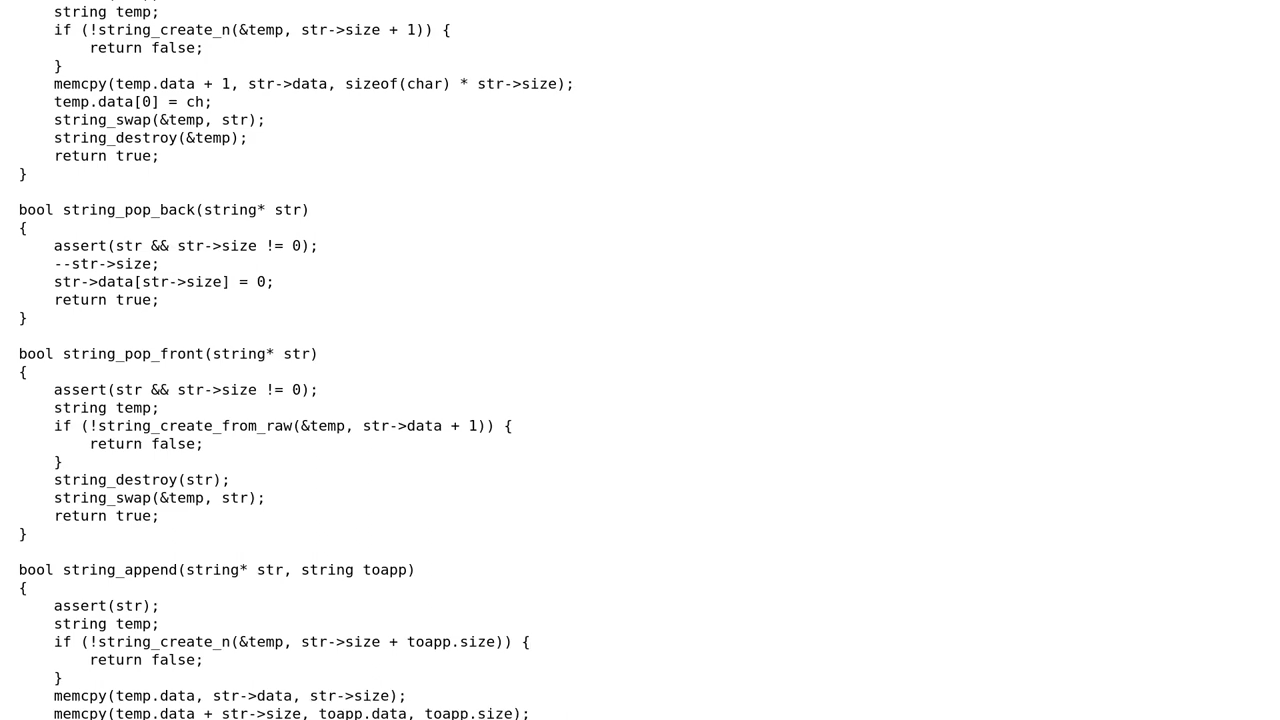 string temp;
if (!string_create_n(&temp, str->size + 1)) {
return false;
}
memcpy(temp.data + 1, str->data, sizeof(char) * str->size);
temp.data[0] = ch;
string_swap(&temp, str);
string_destroy(&temp);
return true;
}
bool string_pop_back(string* str)
{
assert(str && str->size != 0);
--str->size;
str->data[str->size] = 0;
return true;
}
bool string_pop_front(string* str)
{
assert(str && str->size != 0);
string temp;
if (!string_create_from_raw(&temp, str->data + 1)) {
return false;
}
string_destroy(str);
string_swap(&temp, str);
return true;
}
bool string_append(string* str, string toapp)
{
assert(str);
string temp;
if (!string_create_n(&temp, str->size + toapp.size)) {
return false;
}
memcpy(temp.data, str->data, str->size);
memcpy(temp.data + str->size, toapp.data, toapp.size);